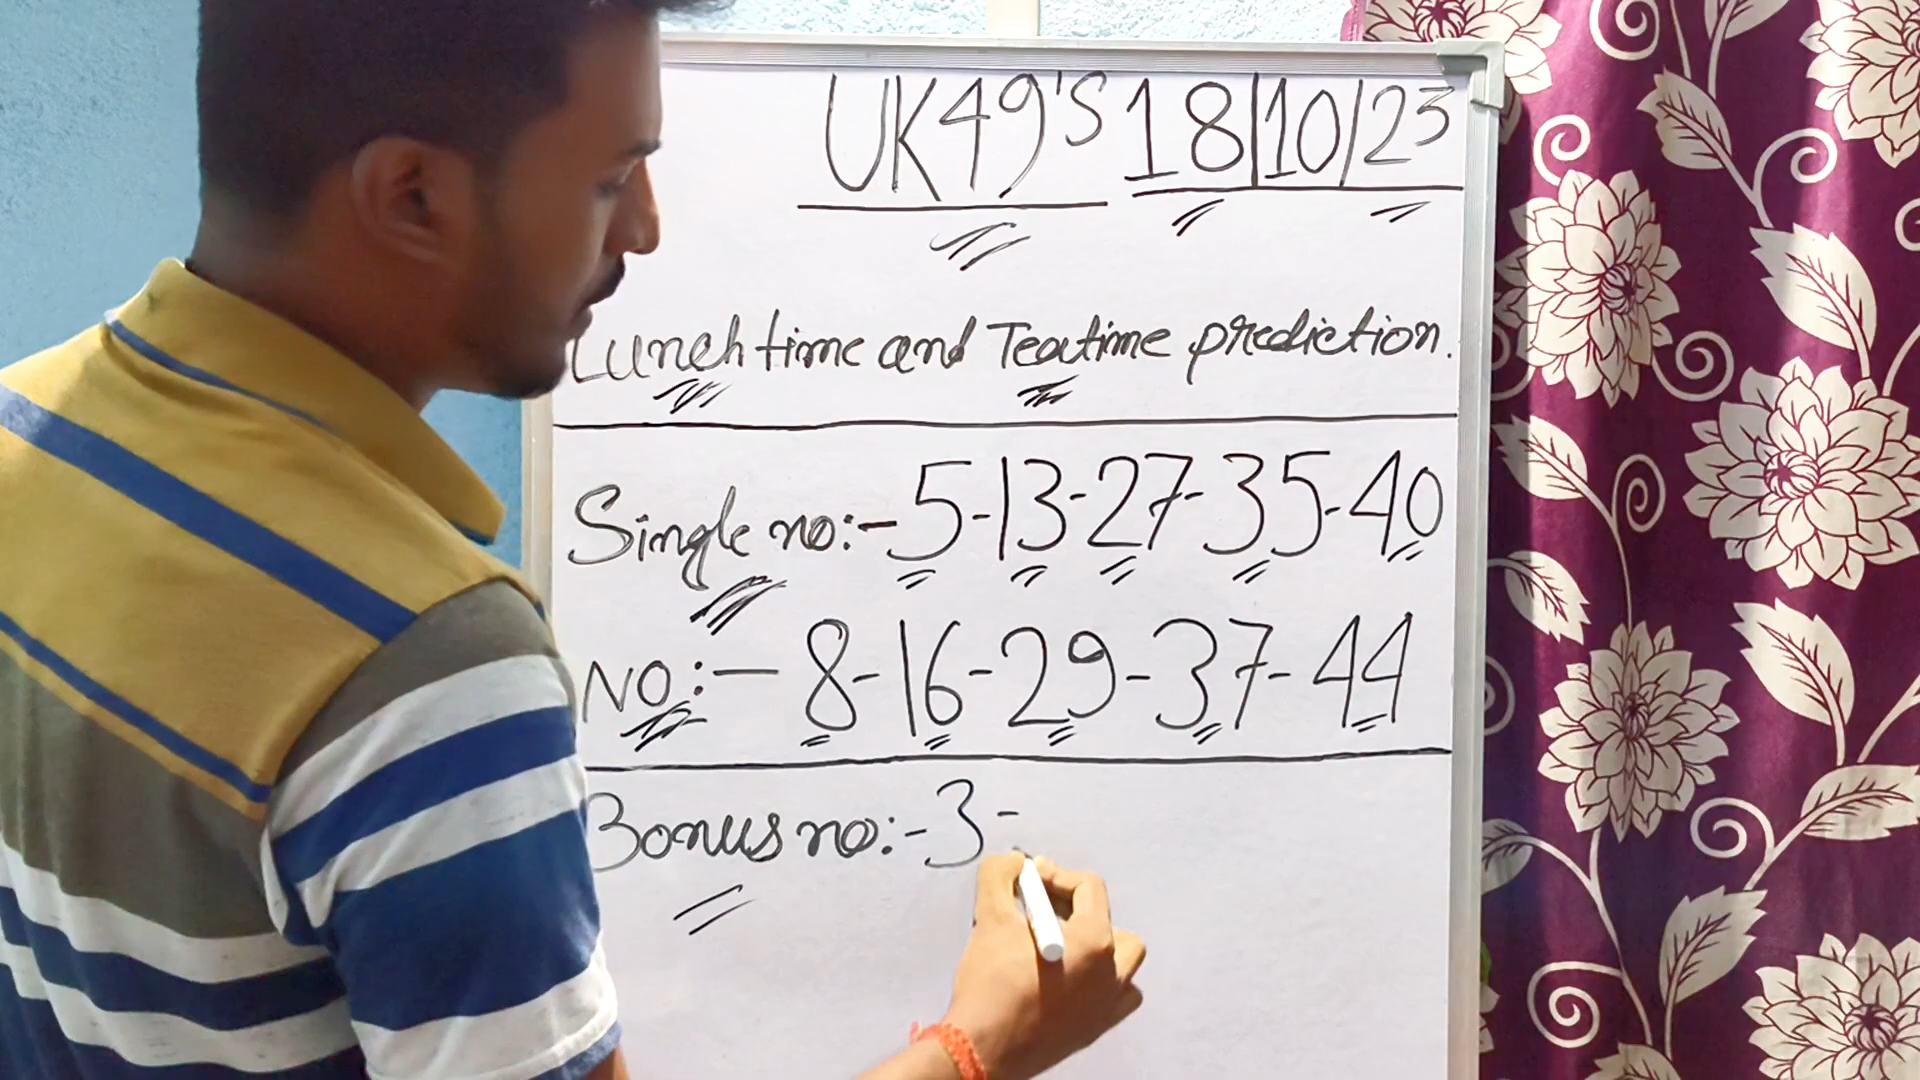 UK49'S 18|10|23
Lunch time and Teatime prediction.
Single no:- 5-13-27-35-40
NO:- 8-16-29-37-44
Bonus no:-3-